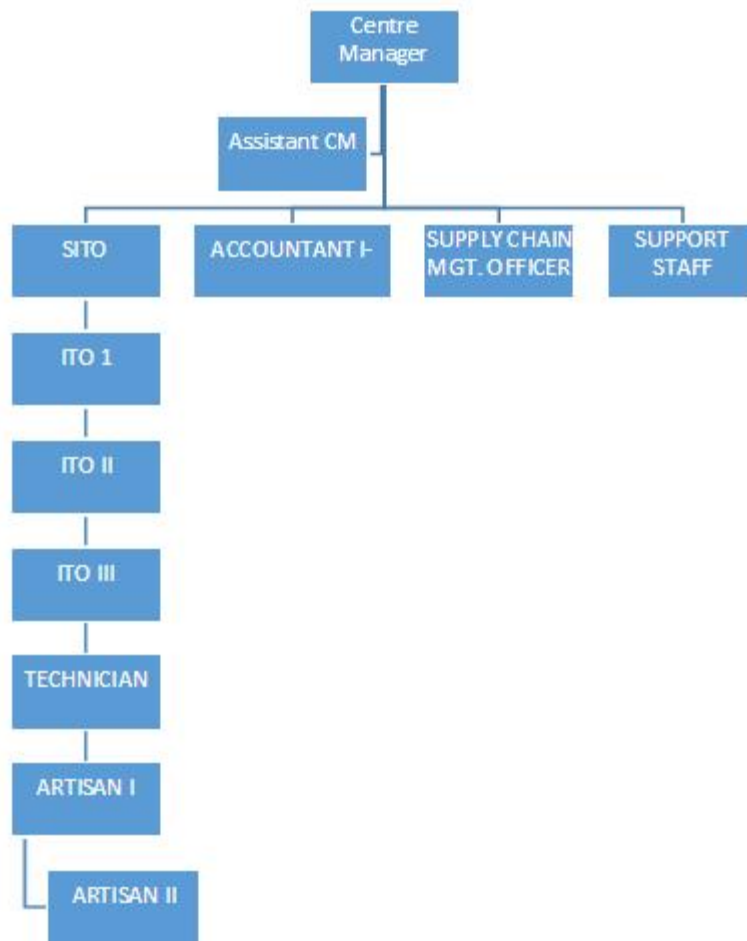 Centre
Manager
Assistant CM
SITO
ACCOUNTANT I-
SUPPLY CHAIN
MGT. OFFICER
SUPPORT
STAFF
ITO 1
ITO II
ITO III
TECHNICIAN
ARTISAN I
ARTISAN II